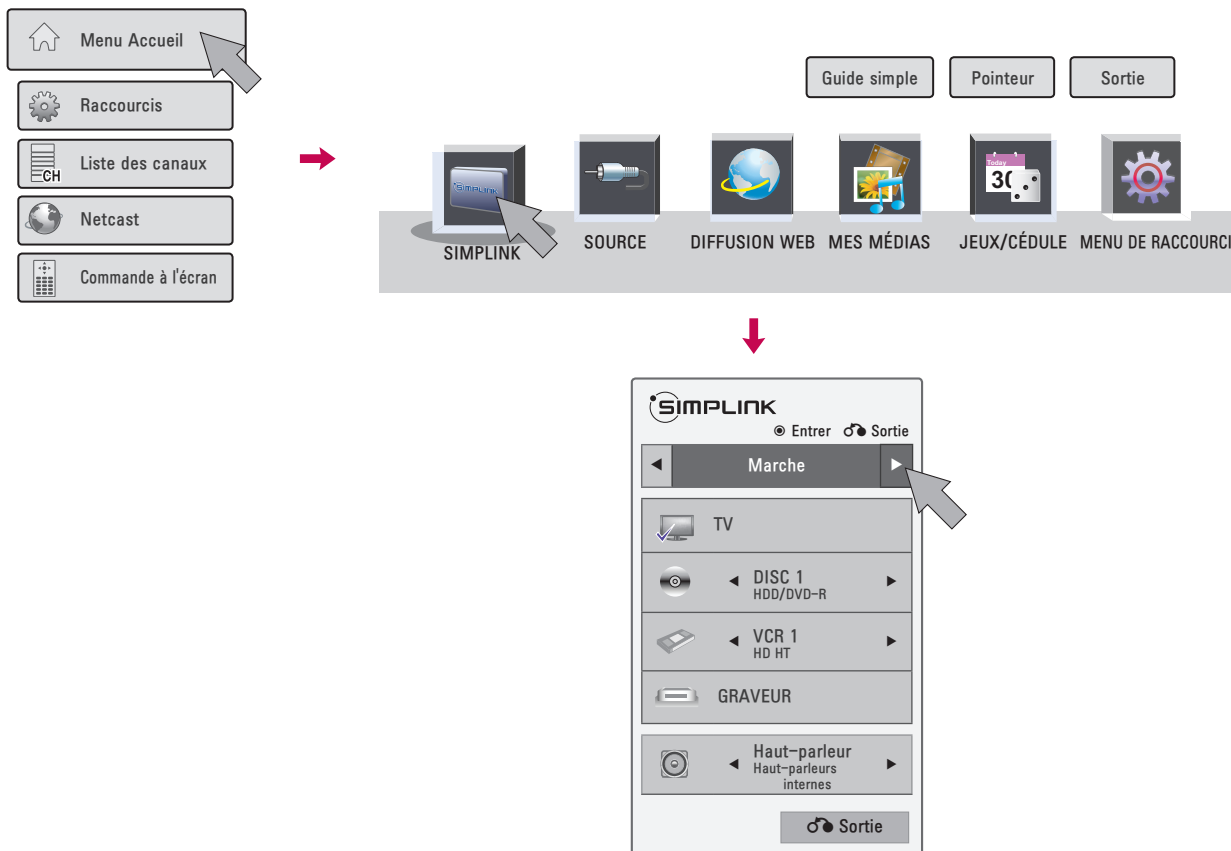 Menu Accueil
Raccourcis
CH
Liste des canaux
Netcast
Commande à l'écran
Guide simple
Pointeur
Sortie
SIMPLINK
Today
30
SIMPLINK
SOURCE
DIFFUSION WEB
MES MÉDIAS
JEUX/CÉDULE
MENU DE RACCOURCI
SIMPLINK
Entrer
Sortie
Marche
TV
DISC 1
HDD/DVD-R
VCR 1
HD HT
GRAVEUR
Haut-parleur
Haut-parleurs
internes
Sortie